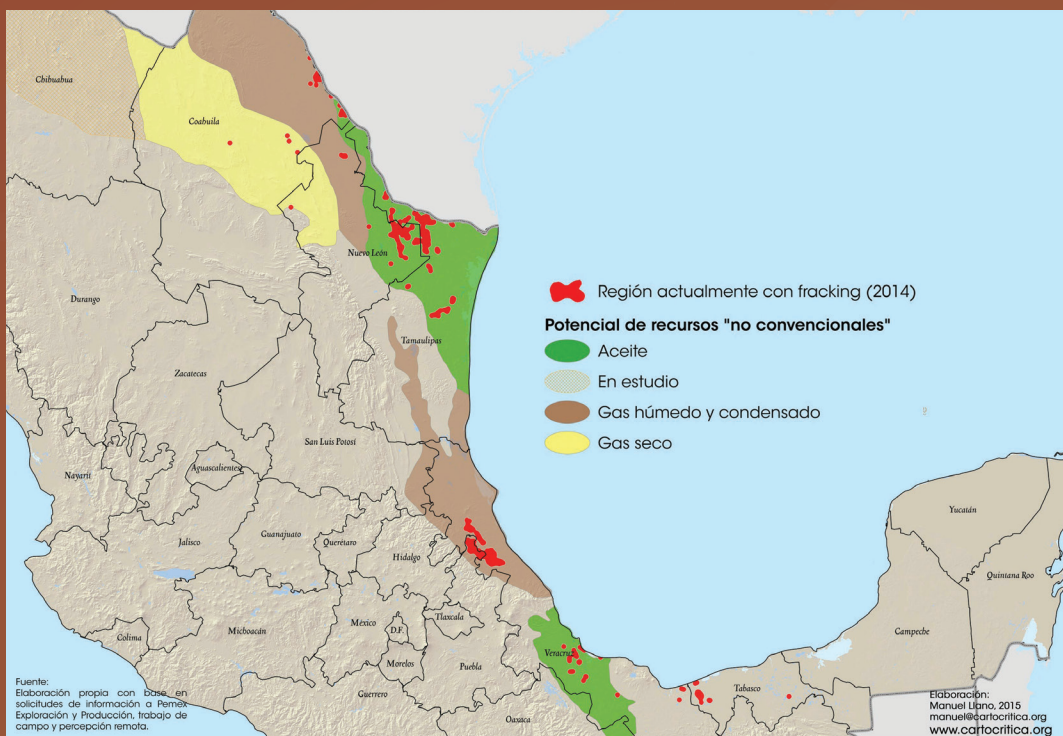 Chihuahua
Coahuila
Nuevo León
Durango
Tamaulipas
Zacatecas
San Luis Potosí
Nayarit
Aguascalientes
Jalisco
Guanajuato
Querétaro
Hidalgo
Colima
Michoacán
México
D.F.
Tlaxcala
Morelos
Puebla
Veracruz
Guerrero
Oaxaca
Tabasco
Campeche
Yucatán
Quintana Roo
Región actualmente con fracking (2014)
Potencial de recursos "no convencionales"
Aceite
En estudio
Gas húmedo y condensado
Gas seco
Fuente:
Elaboración propia con base en
solicitudes de información a Pemex
Exploración y Producción, trabajo de
campo y percepción remota.
Elaboración:
Manuel Llano, 2015
manuel@cartocritica.org
www.cartocritica.org